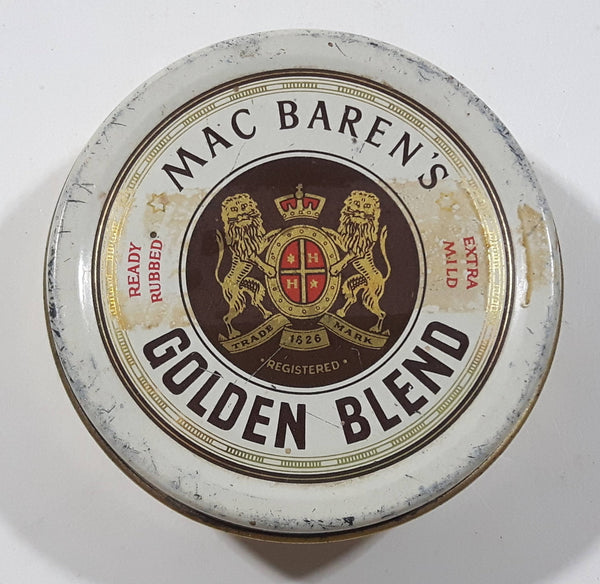 MAC BAREN'S
READY
RUBBED
EXTRA
MILD
H
H
TRADE 1826 MARK
• REGISTERED •
GOLDEN BLEND